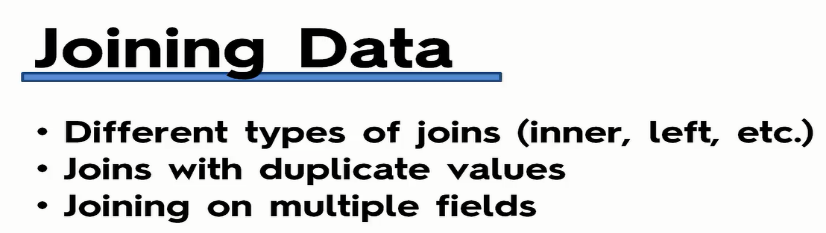 Joining Data
• Different types of joins (inner, left, etc.)
• Joins with duplicate values
• Joining on multiple fields